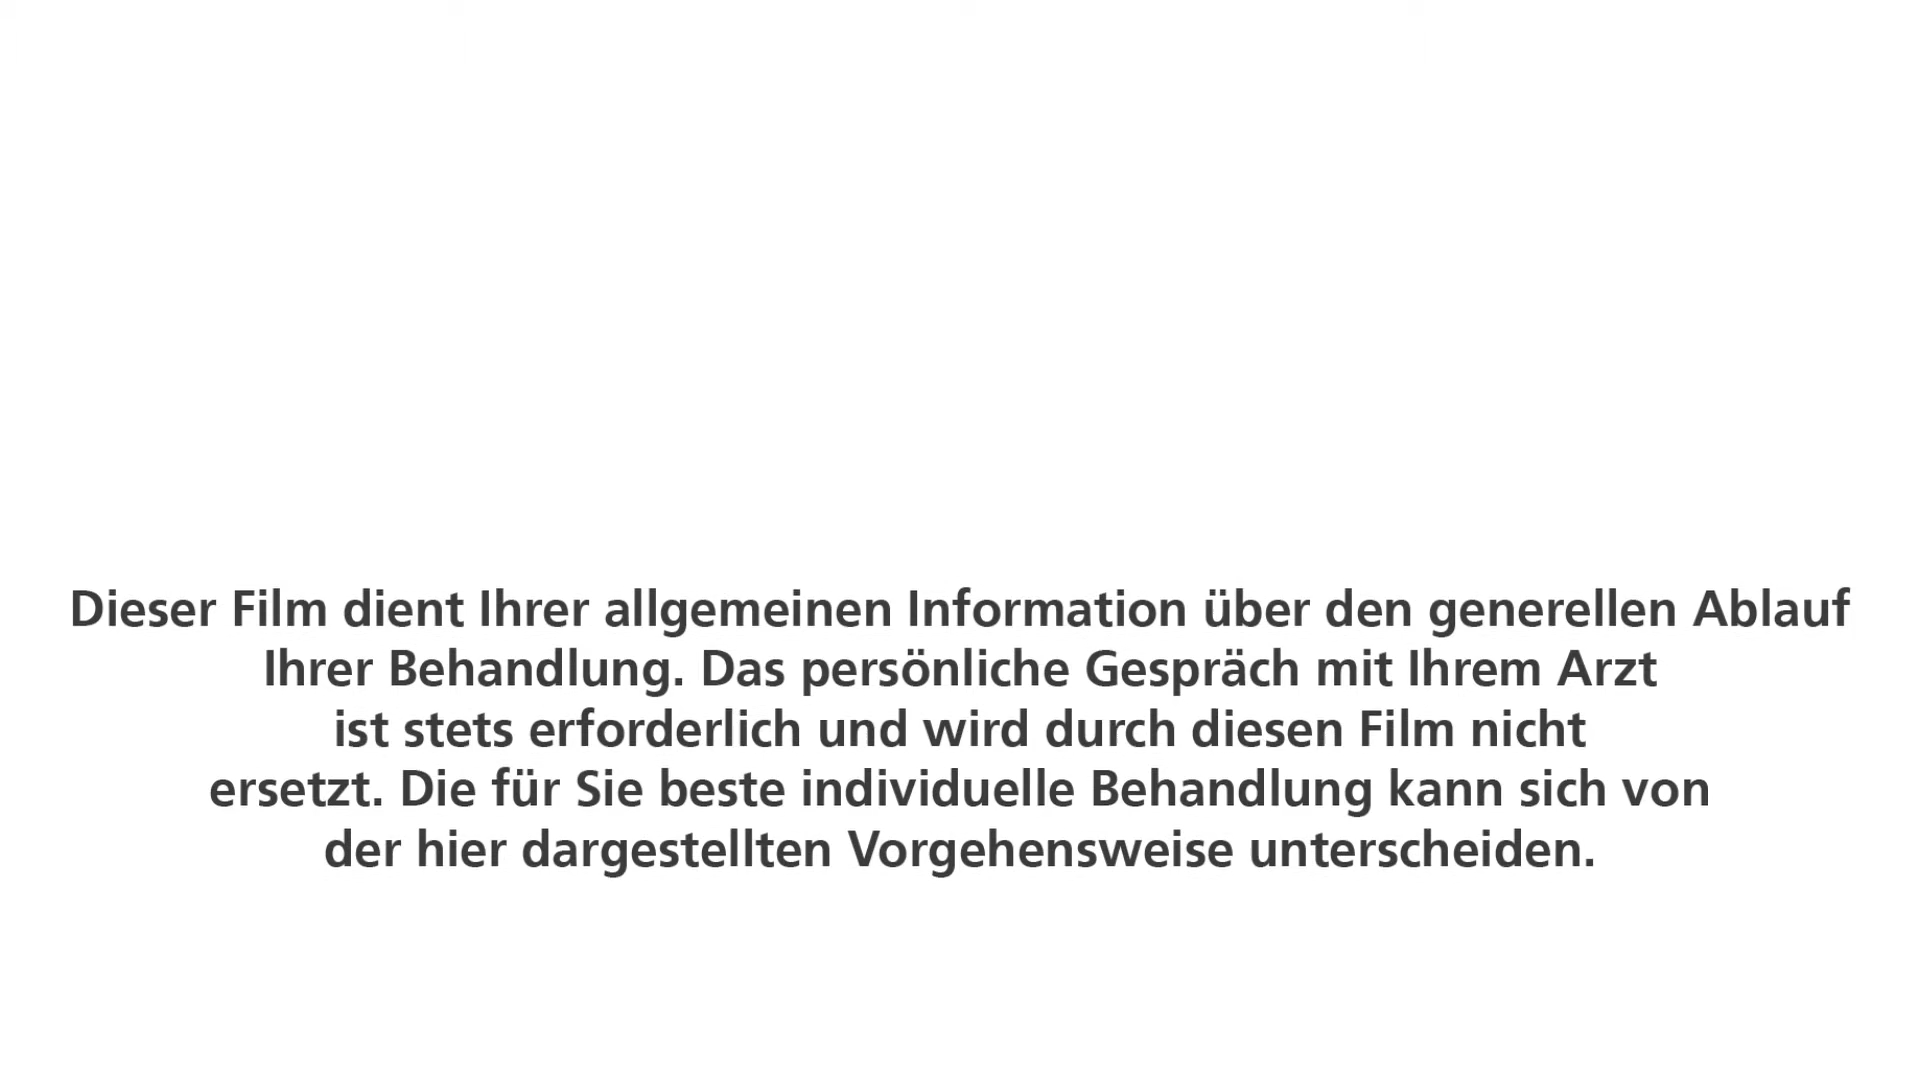 Dieser Film dient Ihrer allgemeinen Information über den generellen Ablauf
Ihrer Behandlung. Das persönliche Gespräch mit Ihrem Arzt
ist stets erforderlich und wird durch diesen Film nicht
ersetzt. Die für Sie beste individuelle Behandlung kann sich von
der hier dargestellten Vorgehensweise unterscheiden.